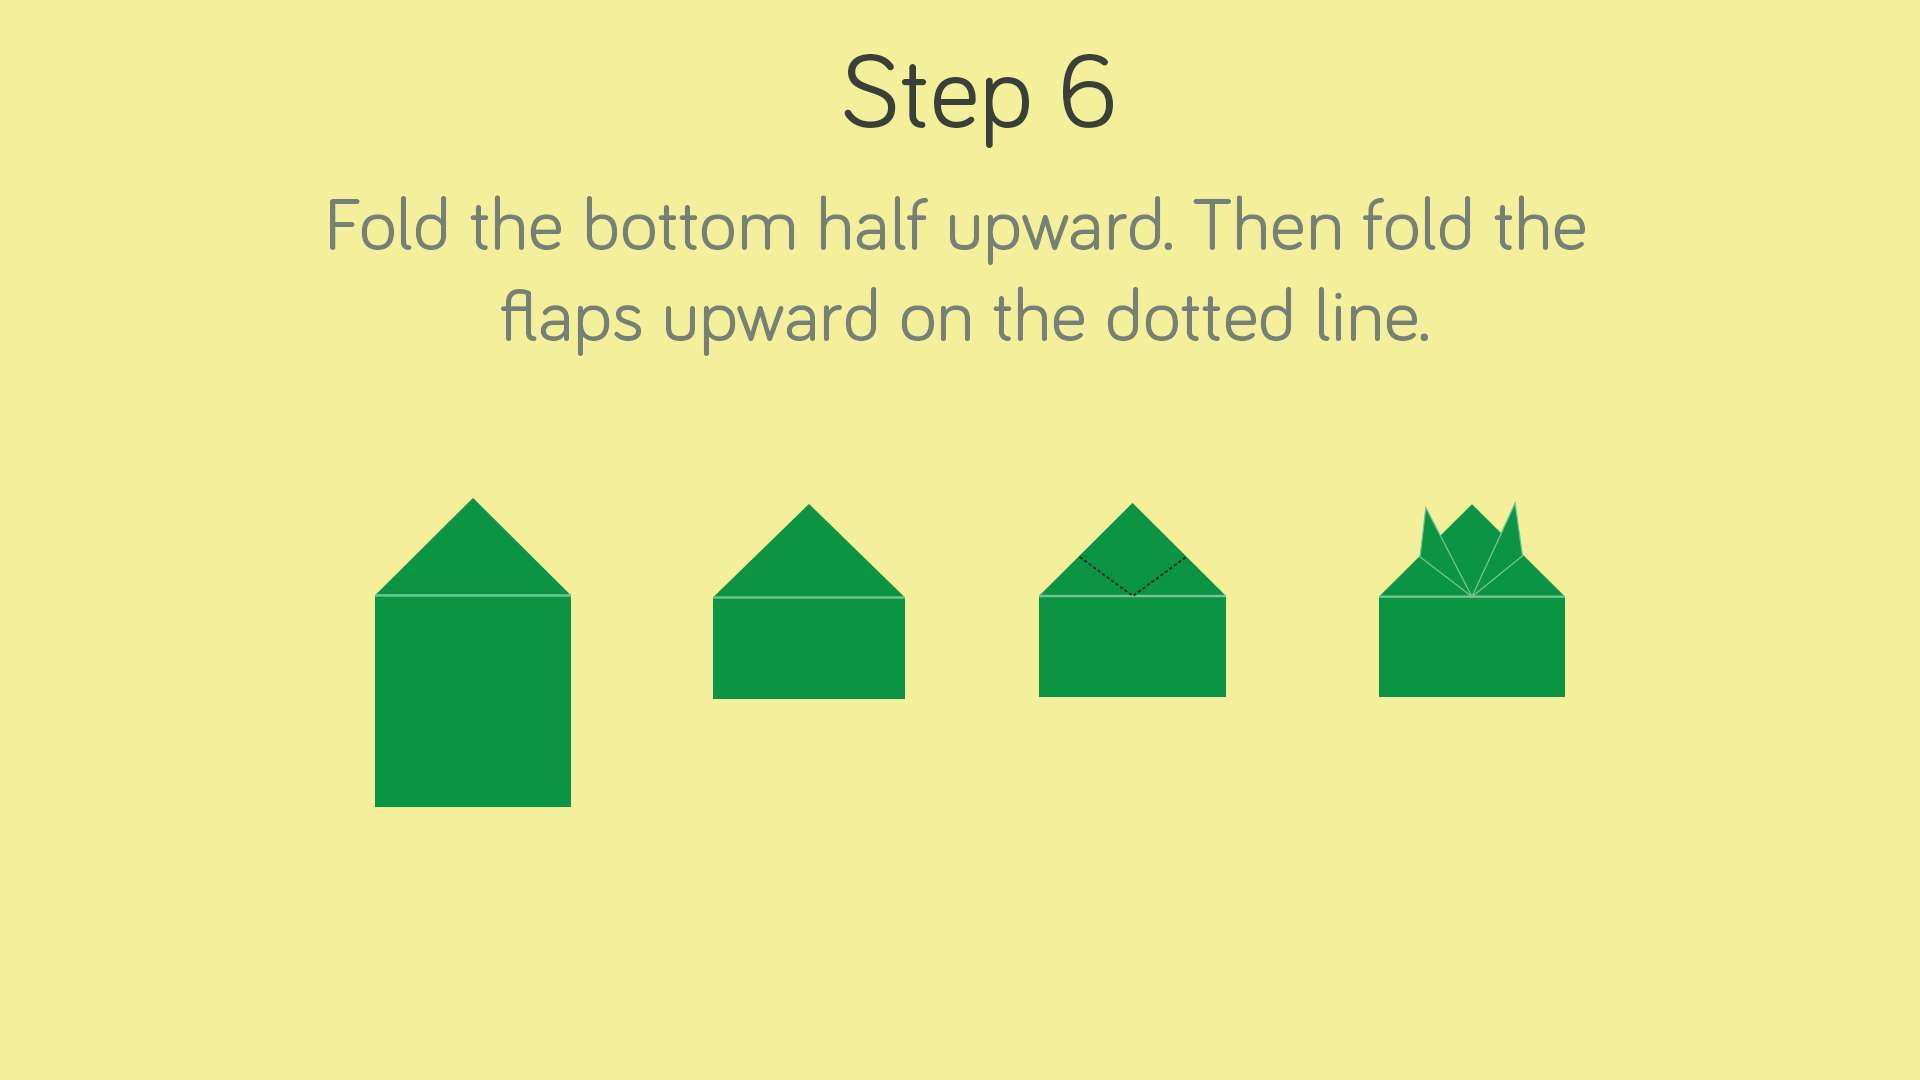 Step 6
Fold the bottom half upward. Then fold the
flaps upward on the dotted line.